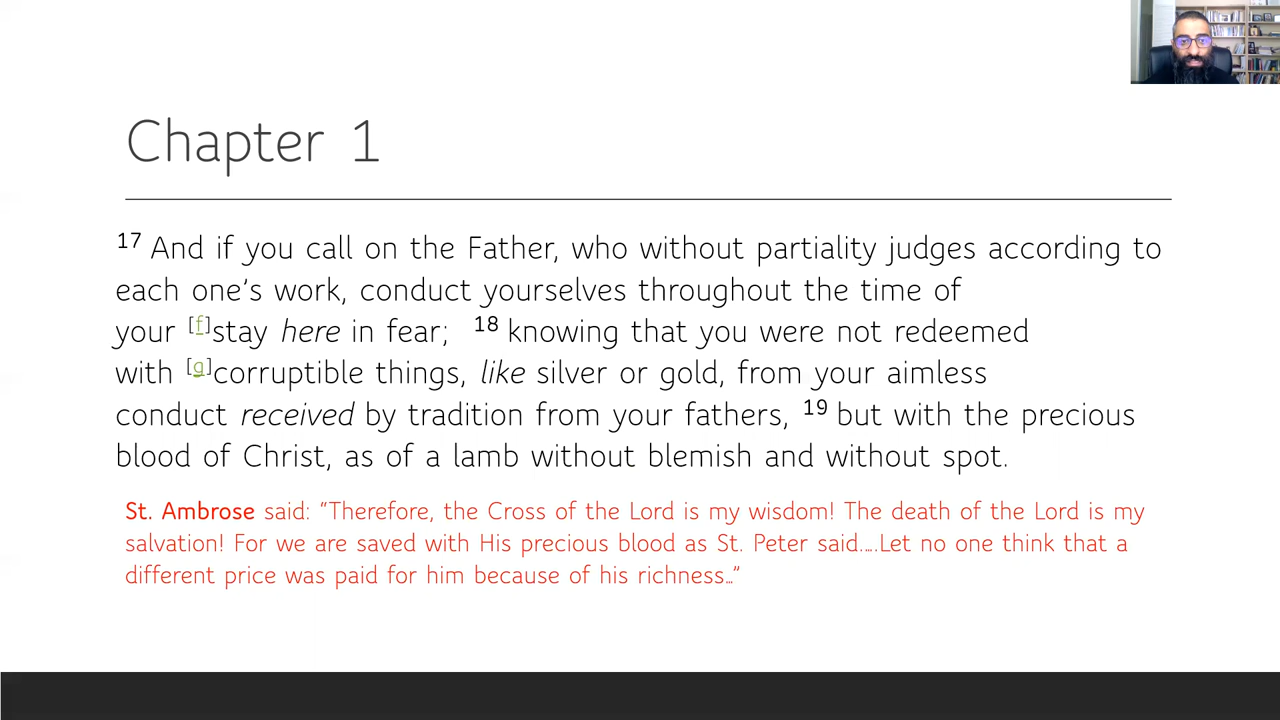 Chapter 1
17 And if you call on the Father, who without partiality judges according to
each one's work, conduct yourselves throughout the time of
your [f]stay here in fear; 18 knowing that you were not redeemed
with [g]corruptible things, like silver or gold, from your aimless
conduct received by tradition from your fathers, 19 but with the precious
blood of Christ, as of a lamb without blemish and without spot.
St. Ambrose said: “Therefore, the Cross of the Lord is my wisdom! The death of the Lord is my
salvation! For we are saved with His precious blood as St. Peter said.…Let no one think that a
different price was paid for him because of his richness…”